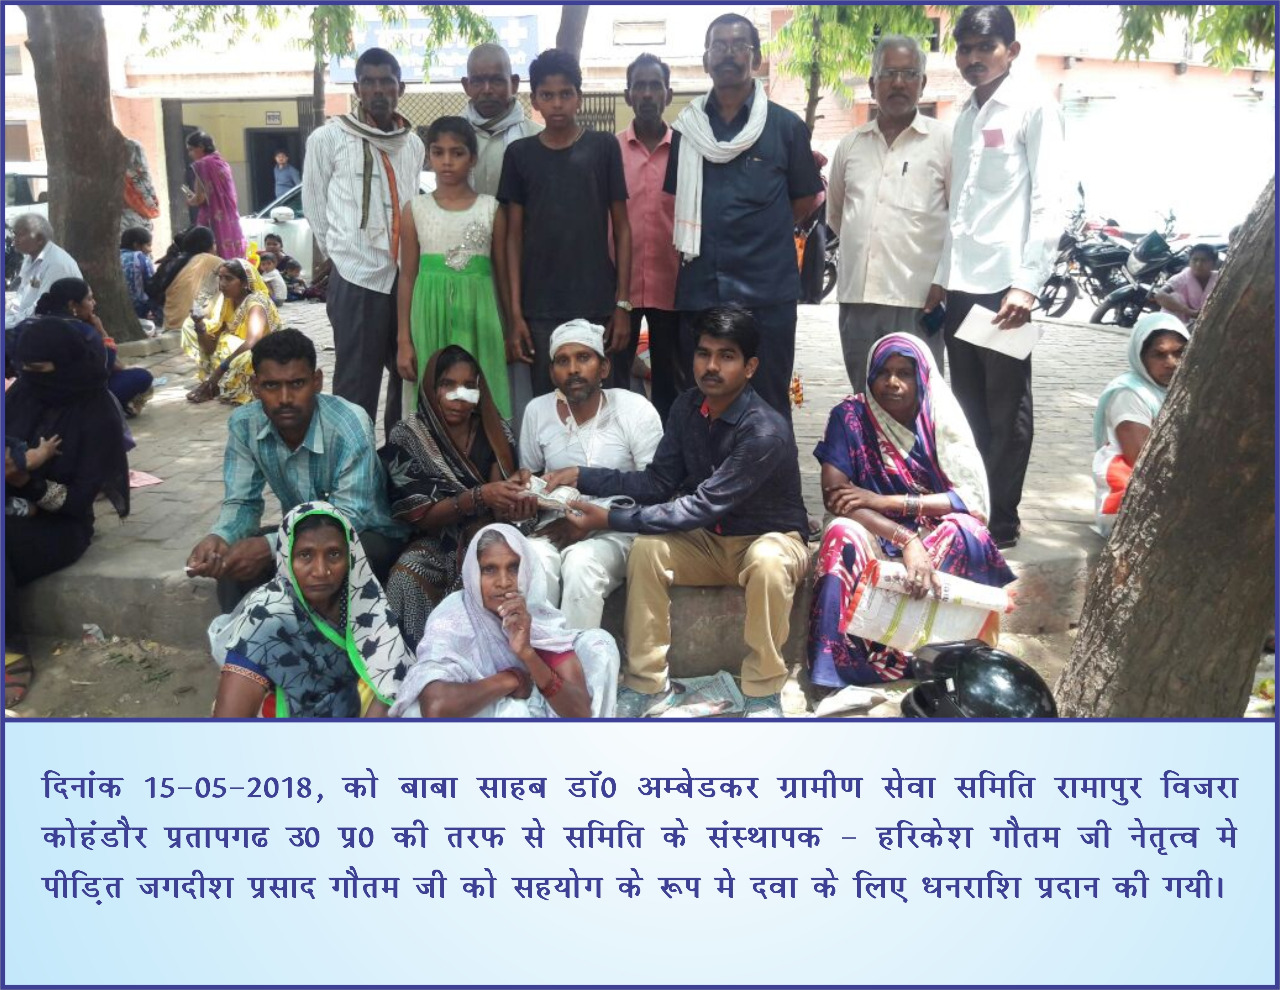 दिनांक 15-05-2018, को बाबा साहब डॉ0 अम्बेडकर ग्रामीण सेवा समिति रामापुर विजरा
कोहंडौर प्रतापगढ उ0 प्र0 की तरफ से समिति के संस्थापक - हरिकेश गौतम जी नेतृत्व मे
पीड़ित जगदीश प्रसाद गौतम जी को सहयोग के रूप मे दवा के लिए धनराशि प्रदान की गयी।